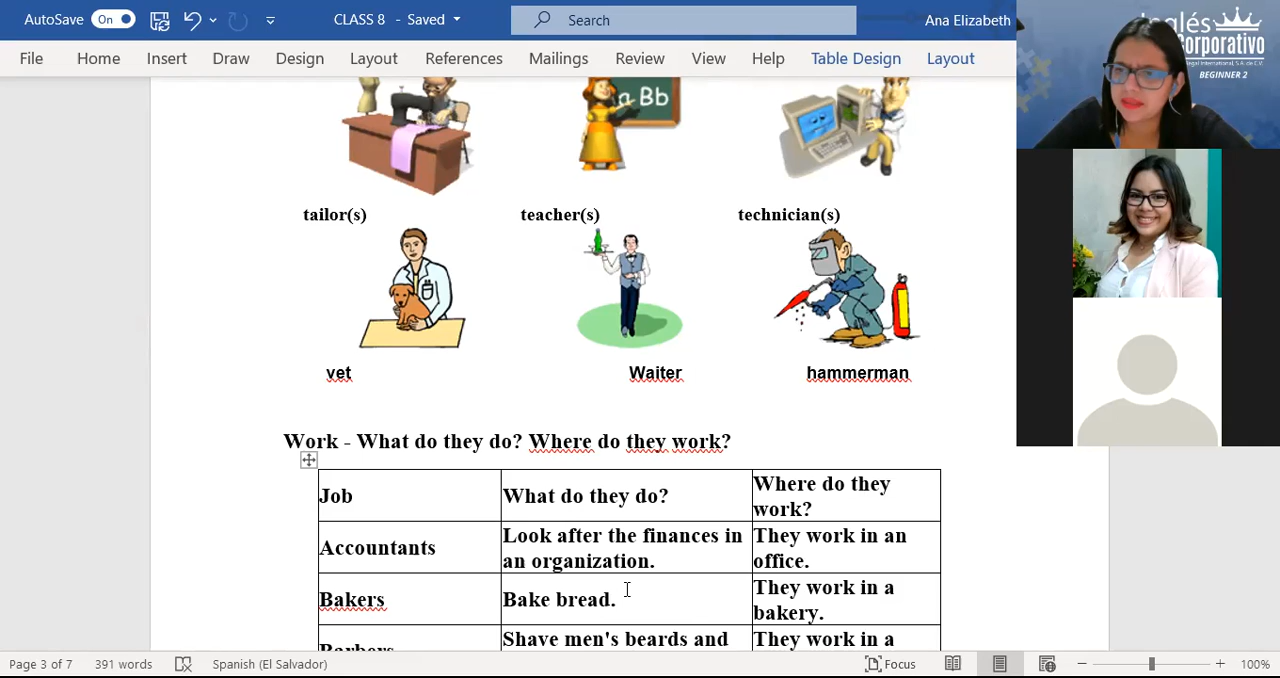 AutoSave On CLASS 8 - Saved Search Ana Elizabeth
File Home Insert Draw Design Layout References Mailings Review View Help Table Design Layout
Inglés
Corporativo
BEGINNER 2
a Bb
tailor(s) teacher(s) technician(s)
vet Waiter hammerman
Work - What do they do? Where do they work?
Job What do they do? Where do they work?
Accountants Look after the finances in an organization. They work in an office.
Bakers Bake bread. They work in a bakery.
Barbers Shave men's beards and They work in a
Page 3 of 7 391 words Spanish (El Salvador) Focus 100%